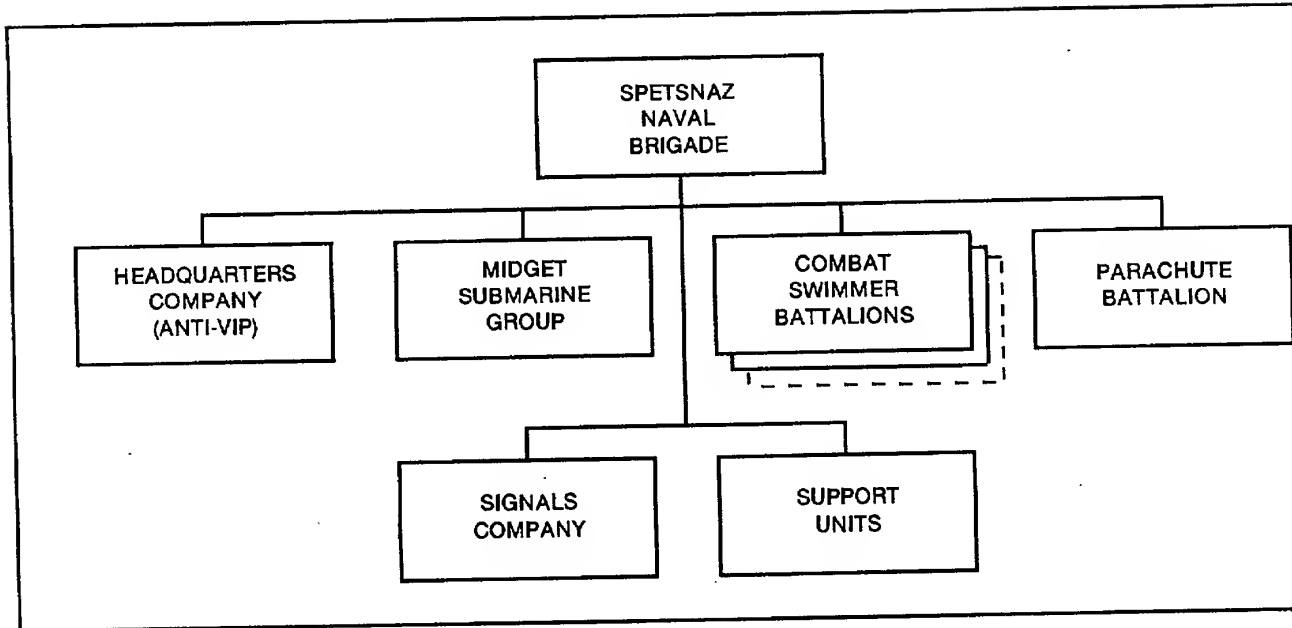 SPETSNAZ
NAVAL
BRIGADE
HEADQUARTERS
COMPANY
(ANTI-VIP)
MIDGET
SUBMARINE
GROUP
COMBAT
SWIMMER
BATTALIONS
PARACHUTE
BATTALION
SIGNALS
COMPANY
SUPPORT
UNITS